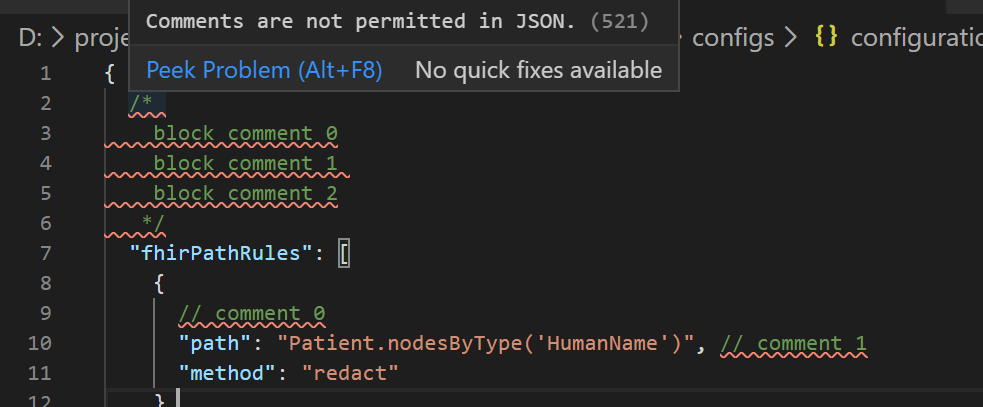 Comments are not permitted in JSON. (521)
D: > proje
configs > {} configuratio
Peek Problem (Alt+F8) No quick fixes available
1 {
2 /*
3 block comment 0
4 block comment 1
5 block comment 2
6 */
7 "fhirPathRules": [
8 {
9 // comment 0
10 "path": "Patient.nodesByType('HumanName')", // comment 1
11 "method": "redact"
12 }